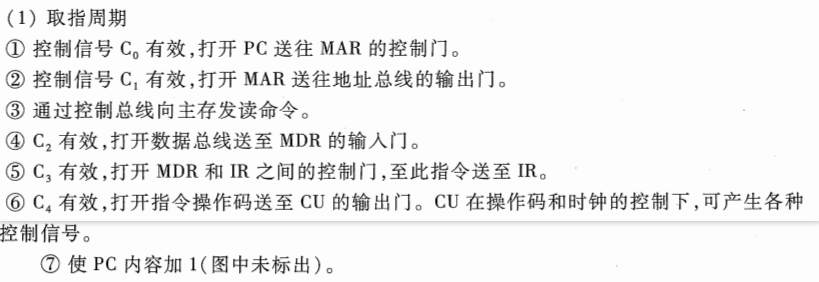 (1) 取指周期
① 控制信号 C₀ 有效,打开 PC 送往 MAR 的控制门。
② 控制信号 C₁ 有效,打开 MAR 送往地址总线的输出门。
③ 通过控制总线向主存发读命令。
④ C₂ 有效,打开数据总线送至 MDR 的输入门。
⑤ C₃ 有效,打开 MDR 和 IR 之间的控制门,至此指令送至 IR。
⑥ C₄ 有效,打开指令操作码送至 CU 的输出门。CU 在操作码和时钟的控制下,可产生各种
控制信号。
⑦ 使 PC 内容加 1(图中未标出)。